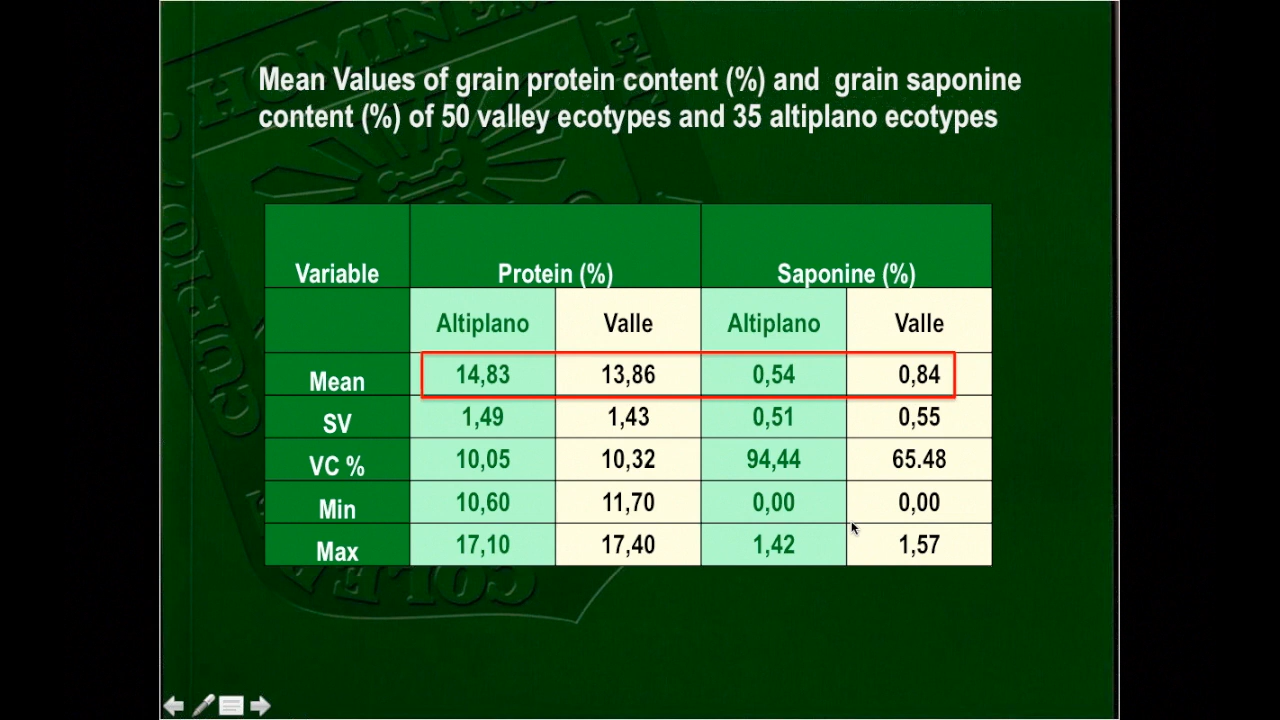 Mean Values of grain protein content (%) and grain saponine
content (%) of 50 valley ecotypes and 35 altiplano ecotypes
Variable Protein (%) Saponine (%)
Altiplano Valle Altiplano Valle
Mean 14,83 13,86 0,54 0,84
SV 1,49 1,43 0,51 0,55
VC % 10,05 10,32 94,44 65.48
Min 10,60 11,70 0,00 0,00
Max 17,10 17,40 1,42 1,57
HOMINEM